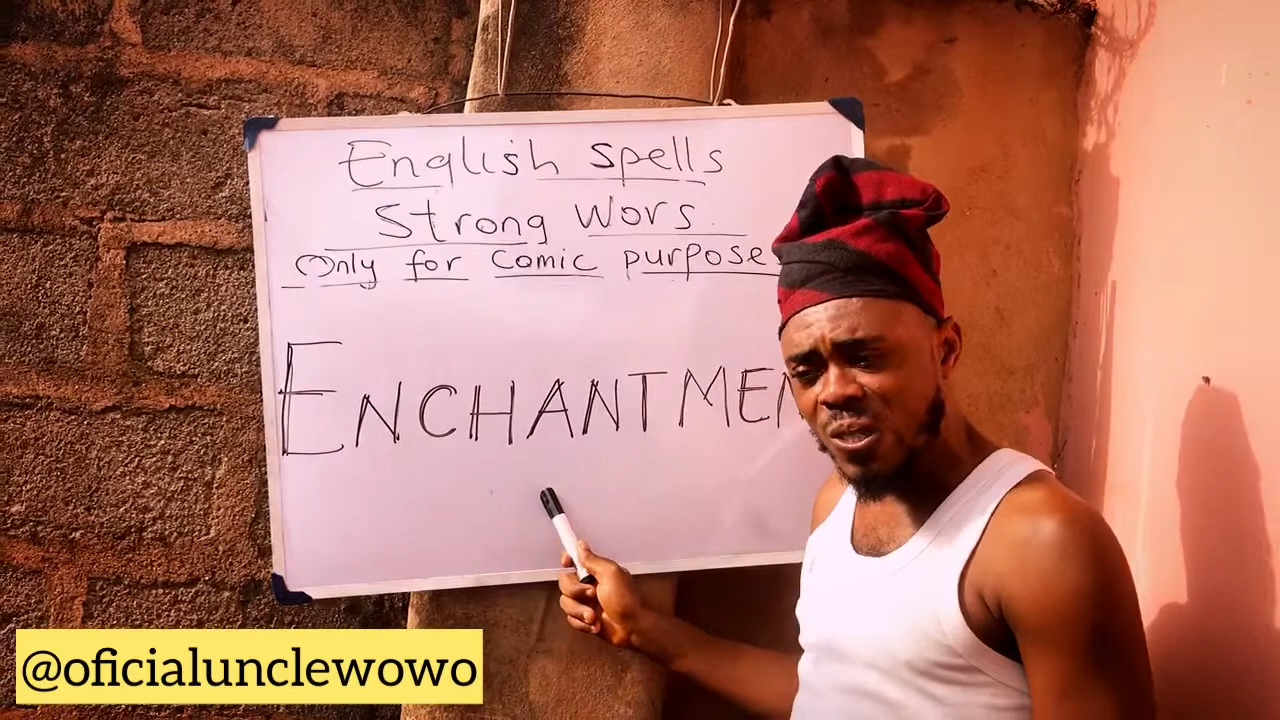 English spells
Strong Wors.
Only for Comic purpose
ENCHANTMEN
@oficialunclewowo